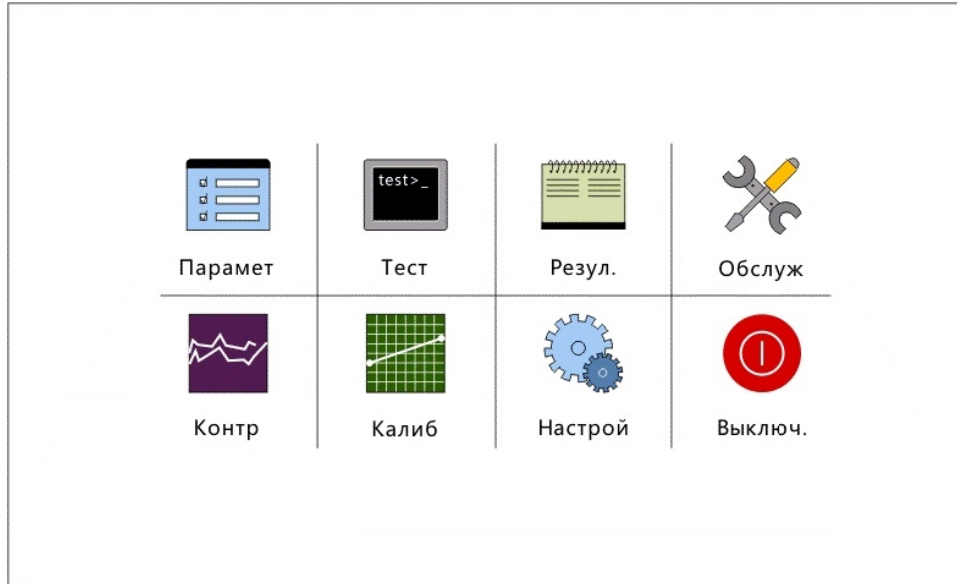 test>_
Парамет
Тест
Резул.
Обслуж
Контр
Калиб
Настрой
Выключ.